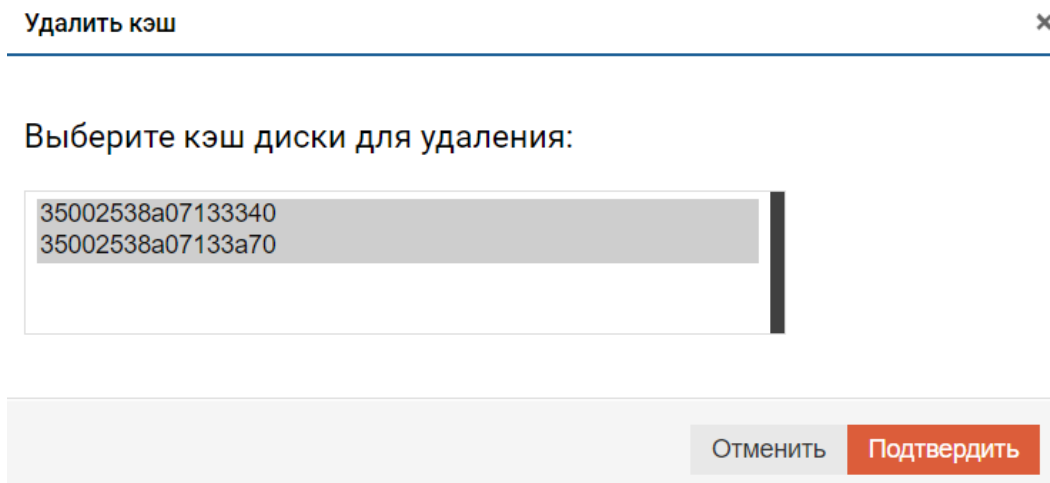 Удалить кэш
Выберите кэш диски для удаления:
35002538a07133340
35002538a07133a70
Отменить
Подтвердить